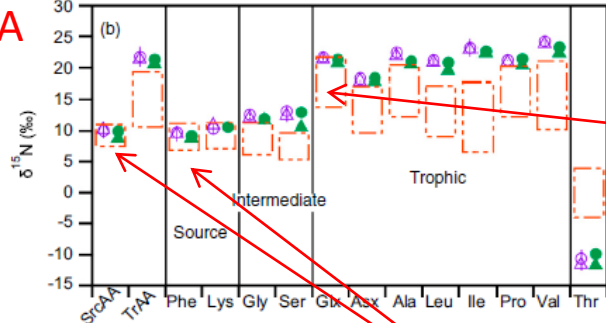 A
(b)
δ15N (‰)
30
25
20
15
10
5
0
-5
-10
-15
Intermediate
Trophic
Source
SrcAA TrAA Phe Lys Gly Ser Glx Asx Ala Leu Ile Pro Val Thr